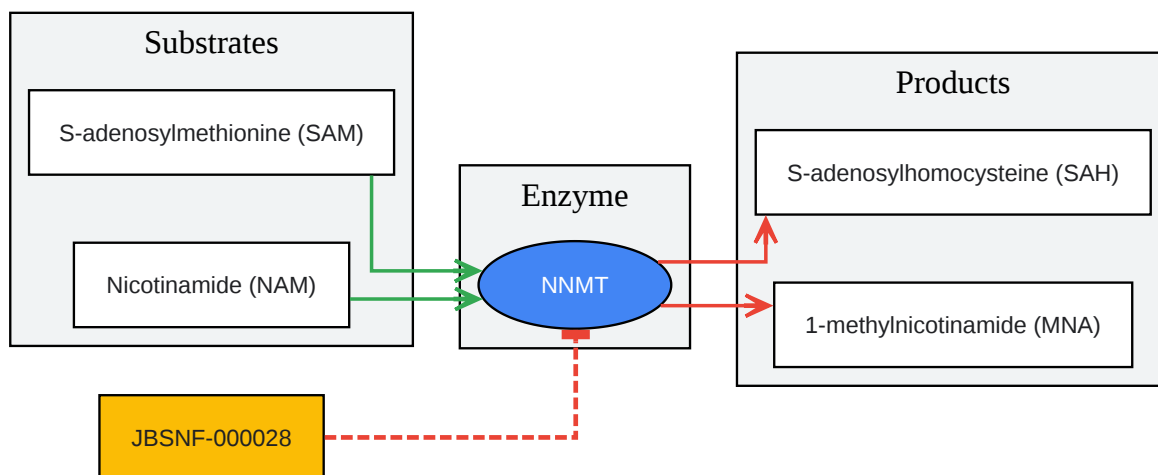 Substrates
S-adenosylmethionine (SAM)
Nicotinamide (NAM)
Enzyme
NNMT
Products
S-adenosylhomocysteine (SAH)
1-methylnicotinamide (MNA)
JBSNF-000028